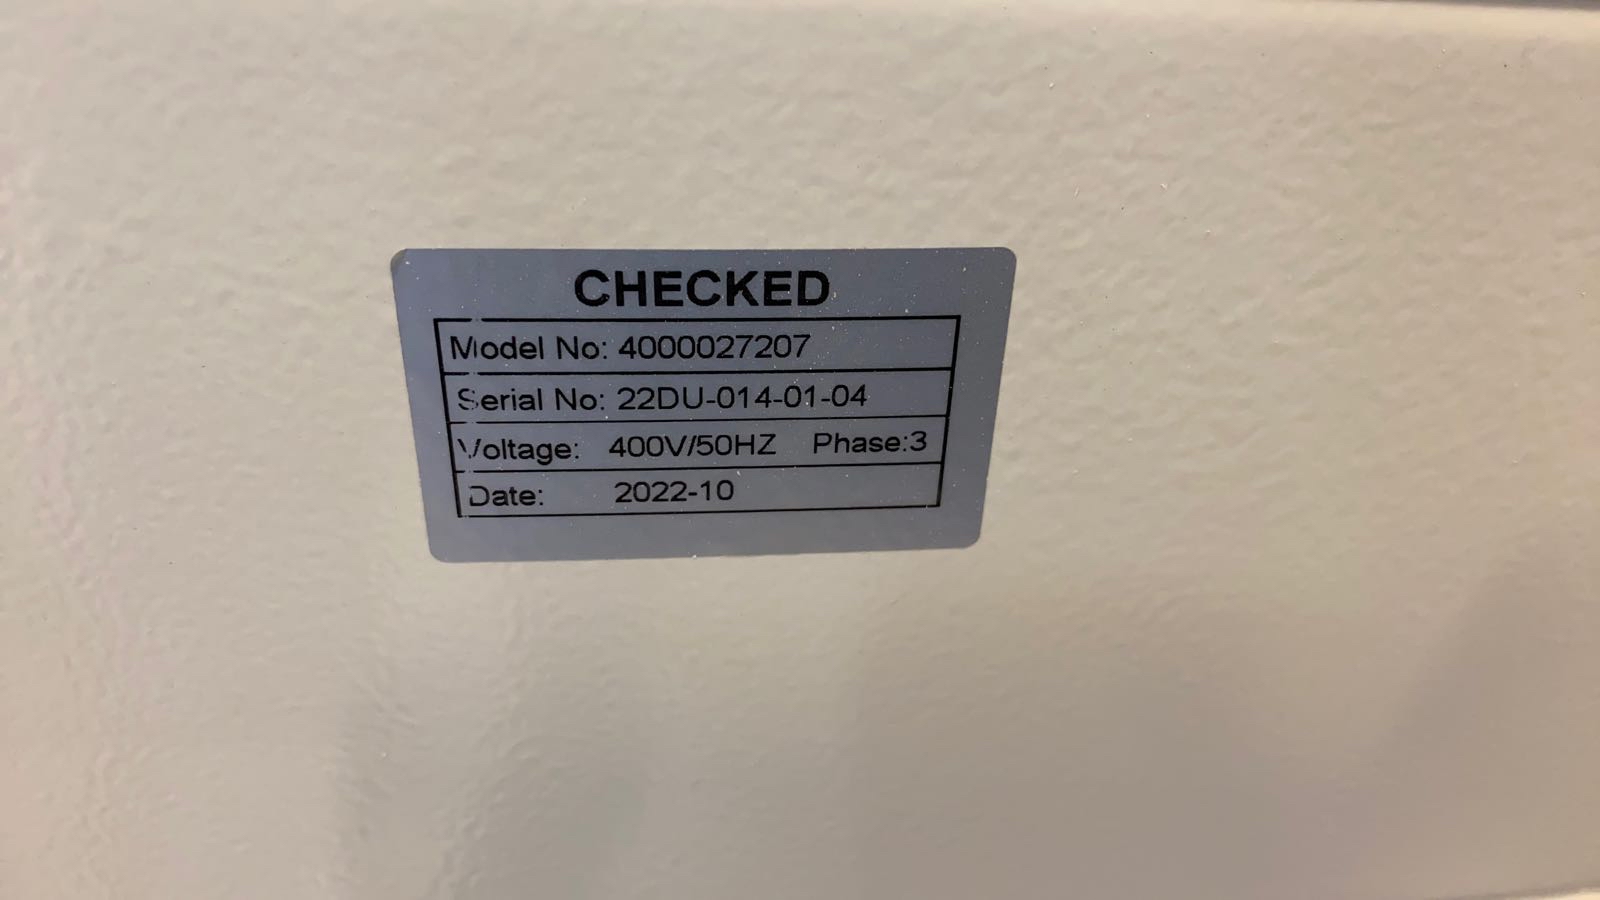 CHECKED
Model No: 4000027207
Serial No: 22DU-014-01-04
Voltage: 400V/50HZ Phase:3
Date: 2022-10